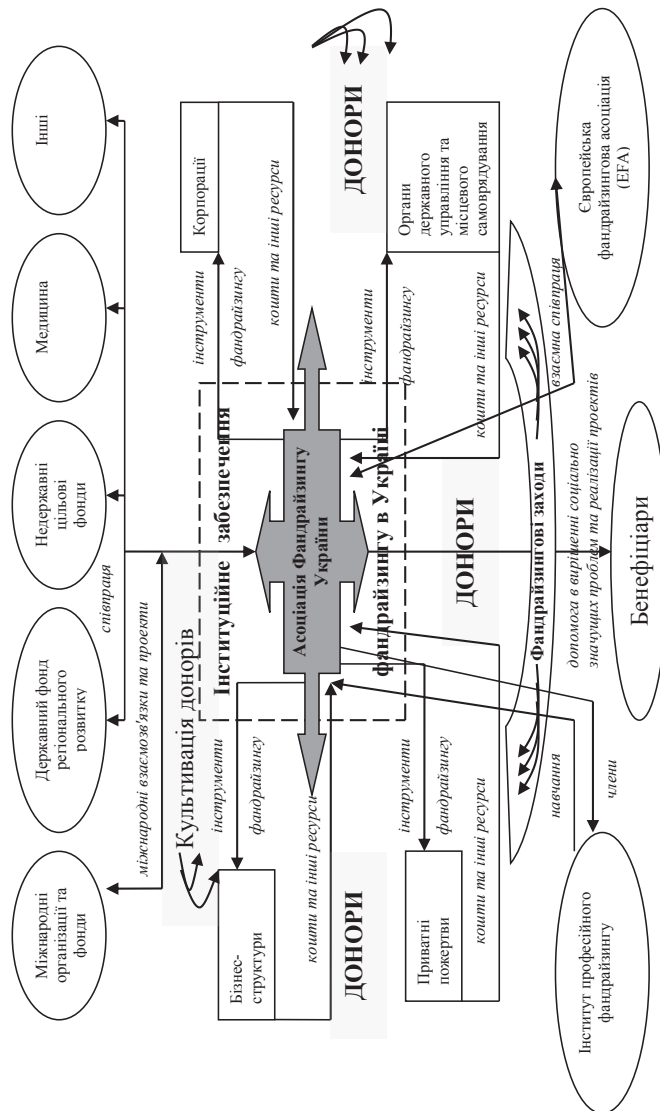 Міжнародні
організації та
фонди
Державний фонд
регіонального
розвитку
Недержавні
цільові
фонди
Медицина
Інші
співпраця
міжнародні взаємозв'язки та проекти
Культивація донорів
Інституційне забезпечення
Корпорації
інструменти
фандрайзингу
кошти та інші ресурси
Бізнес-
структури
інструменти
фандрайзингу
кошти та інші ресурси
Асоціація Фандрайзингу
України
фандрайзингу в Україні
ДОНОРИ
ДОНОРИ
ДОНОРИ
Приватні
пожертви
інструменти
фандрайзингу
кошти та інші ресурси
Органи
державного
управління та
місцевого
самоврядування
інструменти
фандрайзингу
кошти та інші ресурси
Фандрайзингові заходи
навчання
члени
взаємна співпраця
допомога в вирішенні соціально
значущих проблем та реалізації проектів
Інститут професійного
фандрайзингу
Бенефіціари
Європейська
фандрайзингова асоціація
(EFA)